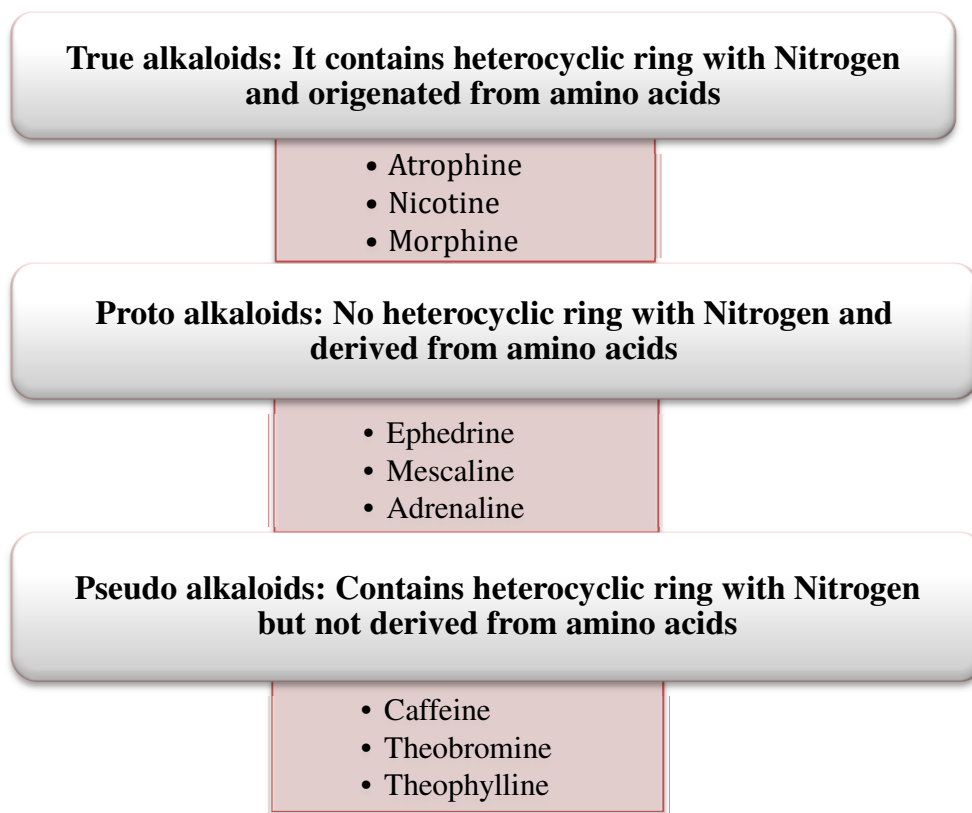 True alkaloids: It contains heterocyclic ring with Nitrogen
and origenated from amino acids
• Atrophine
• Nicotine
• Morphine
Proto alkaloids: No heterocyclic ring with Nitrogen and
derived from amino acids
• Ephedrine
• Mescaline
• Adrenaline
Pseudo alkaloids: Contains heterocyclic ring with Nitrogen
but not derived from amino acids
• Caffeine
• Theobromine
• Theophylline